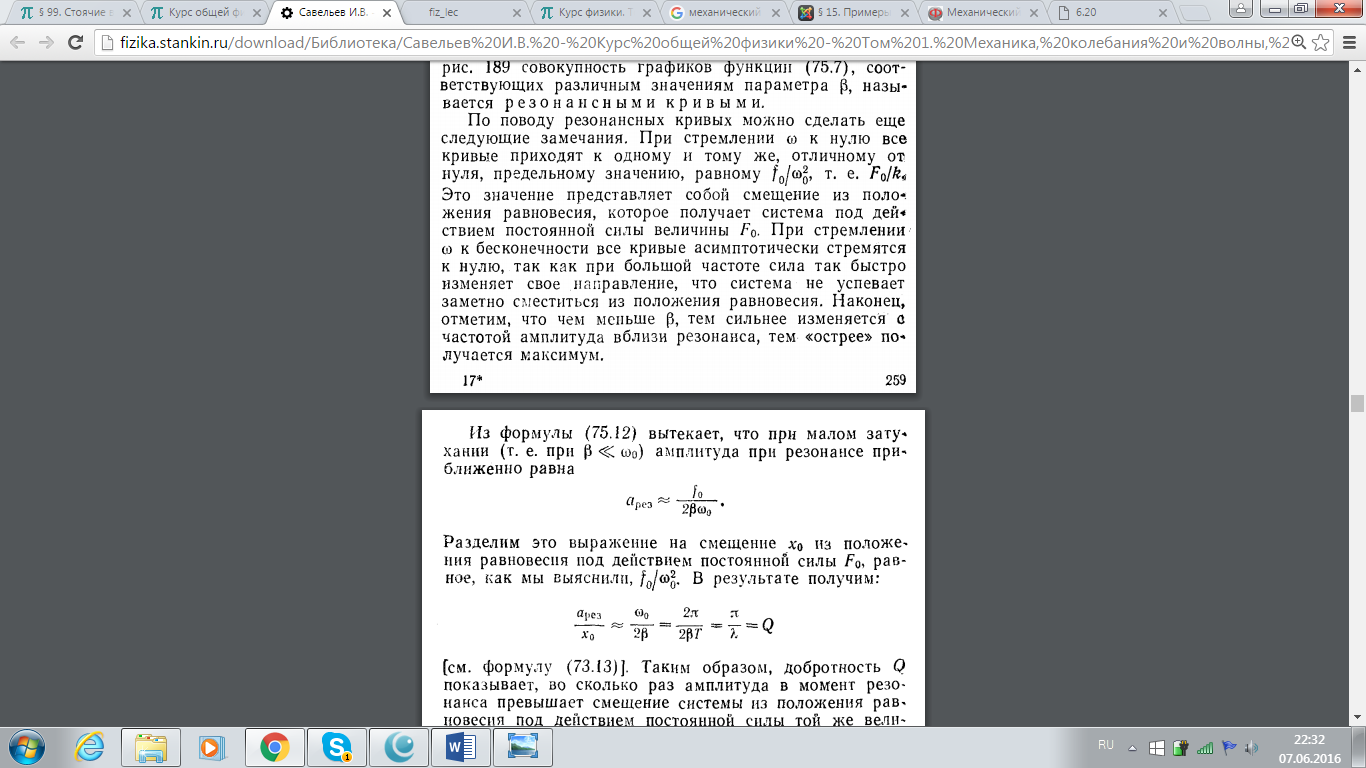 § 99. Стоячие в
Курс общей фи
Савельев И.В.
fiz_lec
Курс физики. Т
механический
§ 15. Примеры
Механический
6.20
fizika.stankin.ru/download/Библиотека/Савельев%20И.В.%20-%20Курс%20общей%20физики%20-%20Том%201.%20Механика,%20колебания%20и%20волны,%2
рис. 189 совокупность графиков функции (75.7), соот-
ветствующих различным значениям параметра β, назы-
вается резонансными кривыми.
По поводу резонансных кривых можно сделать еще
следующие замечания. При стремлении ω к нулю все
кривые приходят к одному и тому же, отличному от
нуля, предельному значению, равному f₀/ω₀², т. е. F₀/k.
Это значение представляет собой смещение из поло-
жения равновесия, которое получает система под дей-
ствием постоянной силы величины F₀. При стремлении
ω к бесконечности все кривые асимптотически стремятся
к нулю, так как при большой частоте сила так быстро
изменяет свое направление, что система не успевает
заметно сместиться из положения равновесия. Наконец,
отметим, что чем меньше β, тем сильнее изменяется с
частотой амплитуда вблизи резонанса, тем «острее» по-
лучается максимум.
17* 259
Из формулы (75.12) вытекает, что при малом зату-
хании (т. е. при β ≪ ω₀) амплитуда при резонансе при-
ближенно равна
aрез ≈ f₀/2βω₀.
Разделим это выражение на смещение x₀ из положе-
ния равновесия под действием постоянной силы F₀, рав-
ное, как мы выяснили, f₀/ω₀². В результате получим:
aрез/x₀ ≈ ω₀/2β = 2π/2βT = π/λ = Q
[см. формулу (73.13)]. Таким образом, добротность Q
показывает, во сколько раз амплитуда в момент резо-
нанса превышает смещение системы из положения рав-
новесия под действием постоянной силы той же вели-
RU
22:32
07.06.2016